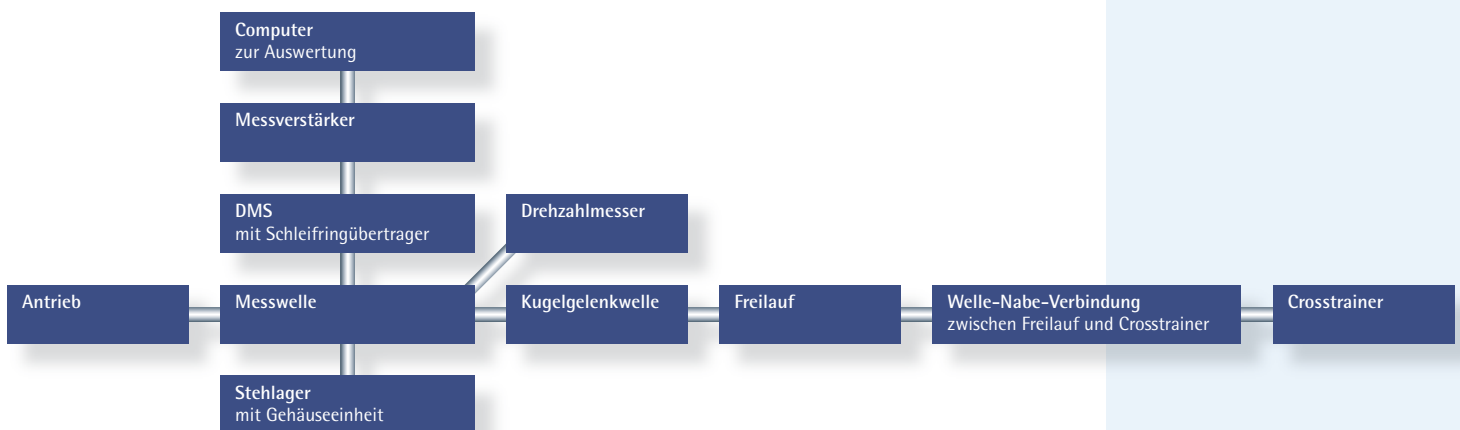 Computer
zur Auswertung
Messverstärker
DMS
mit Schleifringübertrager
Drehzahlmesser
Antrieb
Messwelle
Kugelgelenkwelle
Freilauf
Welle-Nabe-Verbindung
zwischen Freilauf und Crosstrainer
Crosstrainer
Stehlager
mit Gehäuseeinheit